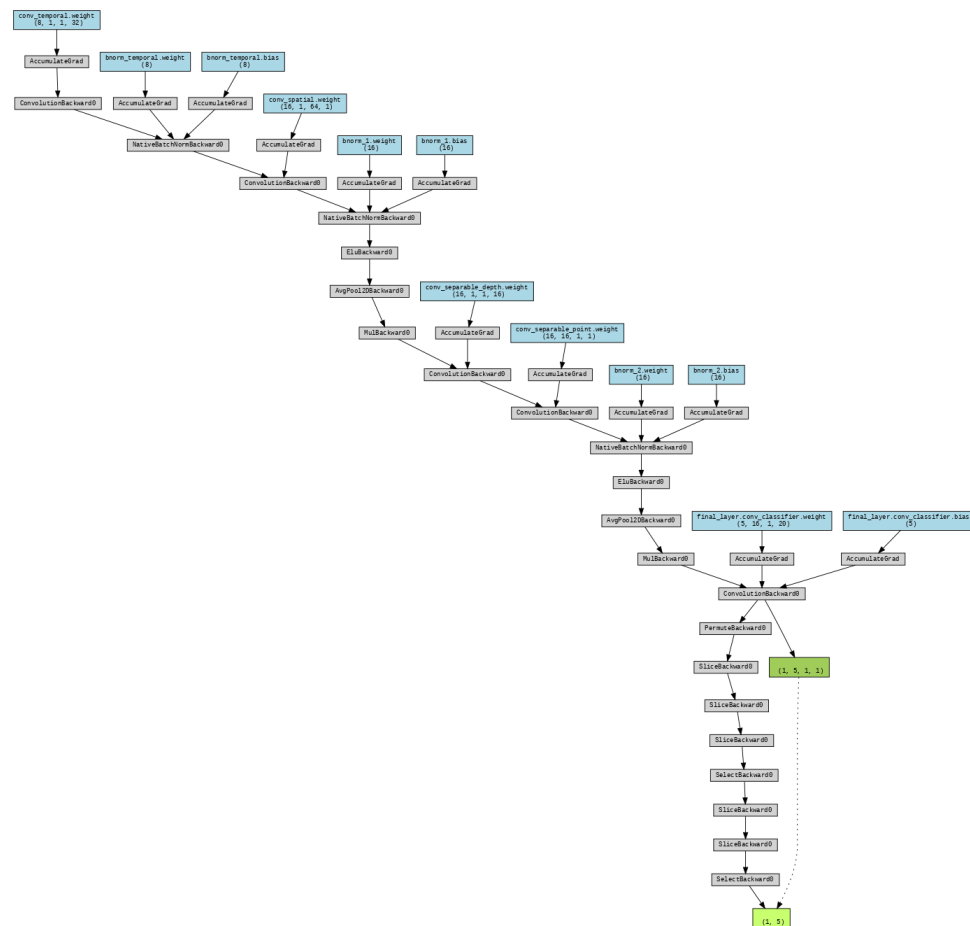 conv_temporal.weight
(8, 1, 1, 32)
AccumulateGrad
bnorm_temporal.weight
(8)
bnorm_temporal.bias
(8)
ConvolutionBackward0
AccumulateGrad
AccumulateGrad
conv_spatial.weight
(16, 1, 64, 1)
NativeBatchNormBackward0
AccumulateGrad
bnorm_1.weight
(16)
bnorm_1.bias
(16)
ConvolutionBackward0
AccumulateGrad
AccumulateGrad
NativeBatchNormBackward0
EluBackward0
AvgPool2DBackward0
conv_separable_depth.weight
(16, 1, 1, 16)
MulBackward0
AccumulateGrad
conv_separable_point.weight
(16, 16, 1, 1)
ConvolutionBackward0
AccumulateGrad
bnorm_2.weight
(16)
bnorm_2.bias
(16)
ConvolutionBackward0
AccumulateGrad
AccumulateGrad
NativeBatchNormBackward0
EluBackward0
AvgPool2DBackward0
final_layer.conv_classifier.weight
(5, 16, 1, 20)
final_layer.conv_classifier.bias
(5)
MulBackward0
AccumulateGrad
AccumulateGrad
ConvolutionBackward0
PermuteBackward0
SliceBackward0
(1, 5, 1, 1)
SliceBackward0
SliceBackward0
SelectBackward0
SliceBackward0
SliceBackward0
SelectBackward0
(1, 5)